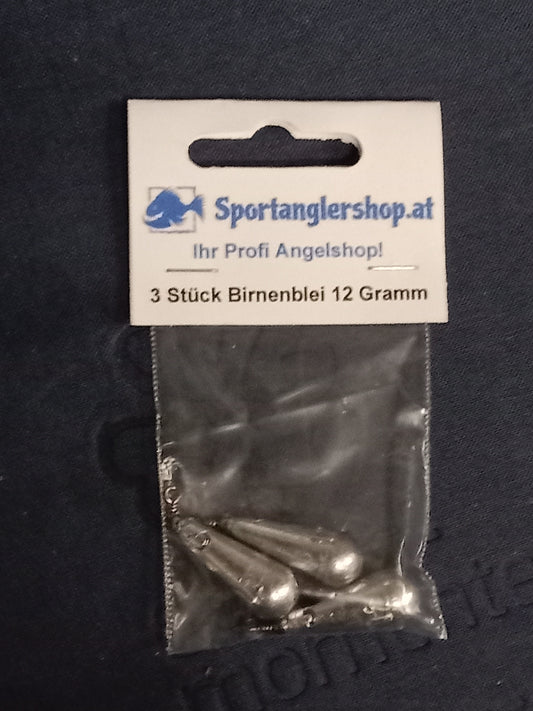 Sportanglershop.at
Ihr Profi Angelshop!
3 Stück Birnenblei 12 Gramm